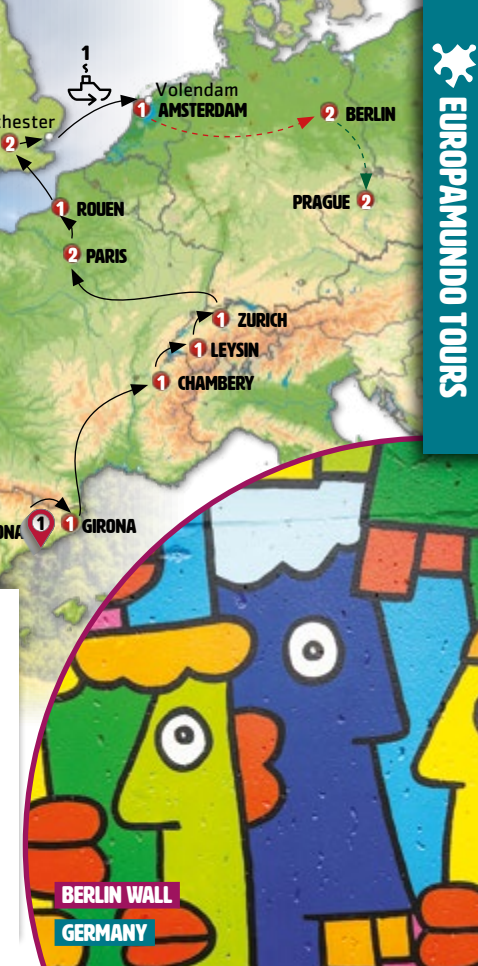 1
Volendam
1 AMSTERDAM
2 BERLIN
chester
2
PRAGUE 2
1 ROUEN
2 PARIS
1 ZURICH
1 LEYSIN
1 CHAMBERY
ONA 1
1 GIRONA
EUROPAMUNDO TOURS
BERLIN WALL
GERMANY